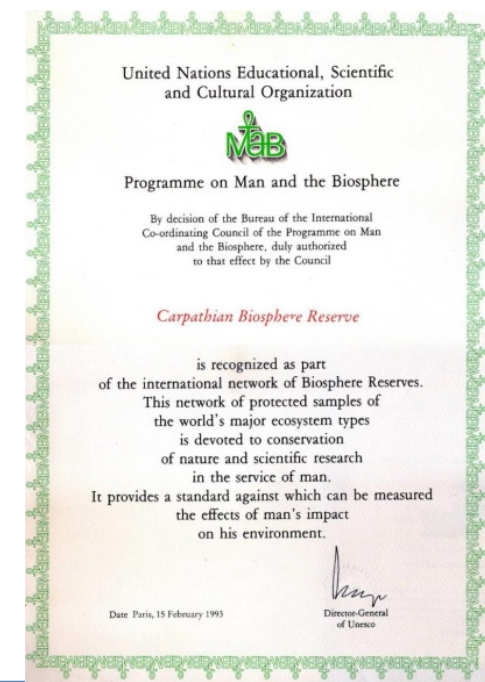 United Nations Educational, Scientific
and Cultural Organization
MaB
Programme on Man and the Biosphere
By decision of the Bureau of the International
Co-ordinating Council of the Programme on Man
and the Biosphere, duly authorized
to that effect by the Council
Carpathian Biosphere Reserve
is recognized as part
of the international network of Biosphere Reserves.
This network of protected samples of
the world's major ecosystem types
is devoted to conservation
of nature and scientific research
in the service of man.
It provides a standard against which can be measured
the effects of man's impact
on his environment.
Date Paris, 15 February 1993
Director-General
of Unesco